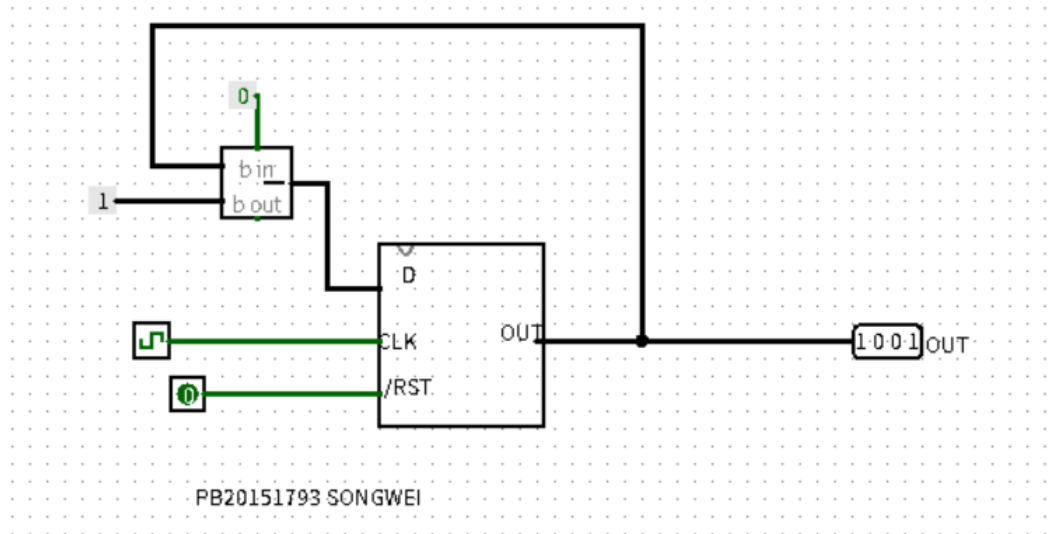 0
b in
1
b out
D
CLK
OUT
1001
OUT
0
/RST
PB20151793 SONGWEI